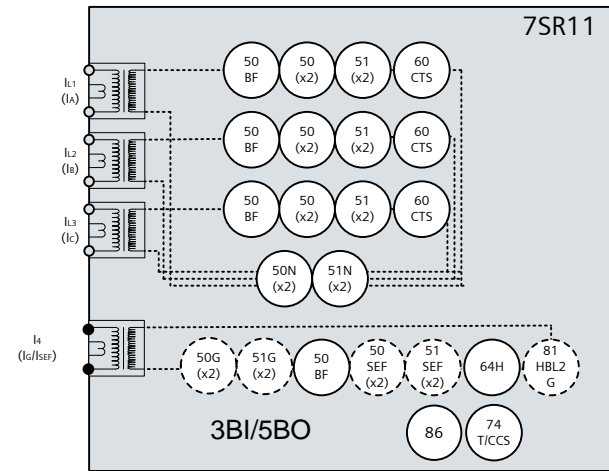 7SR11
IL1
(IA)
50
BF
50
(x2)
51
(x2)
60
CTS
IL2
(IB)
50
BF
50
(x2)
51
(x2)
60
CTS
IL3
(IC)
50
BF
50
(x2)
51
(x2)
60
CTS
50N
(x2)
51N
(x2)
I4
(IG/ISEF)
50G
(x2)
51G
(x2)
50
BF
50
SEF
(x2)
51
SEF
(x2)
64H
81
HBL2
G
3BI/5BO
86
74
T/CCS